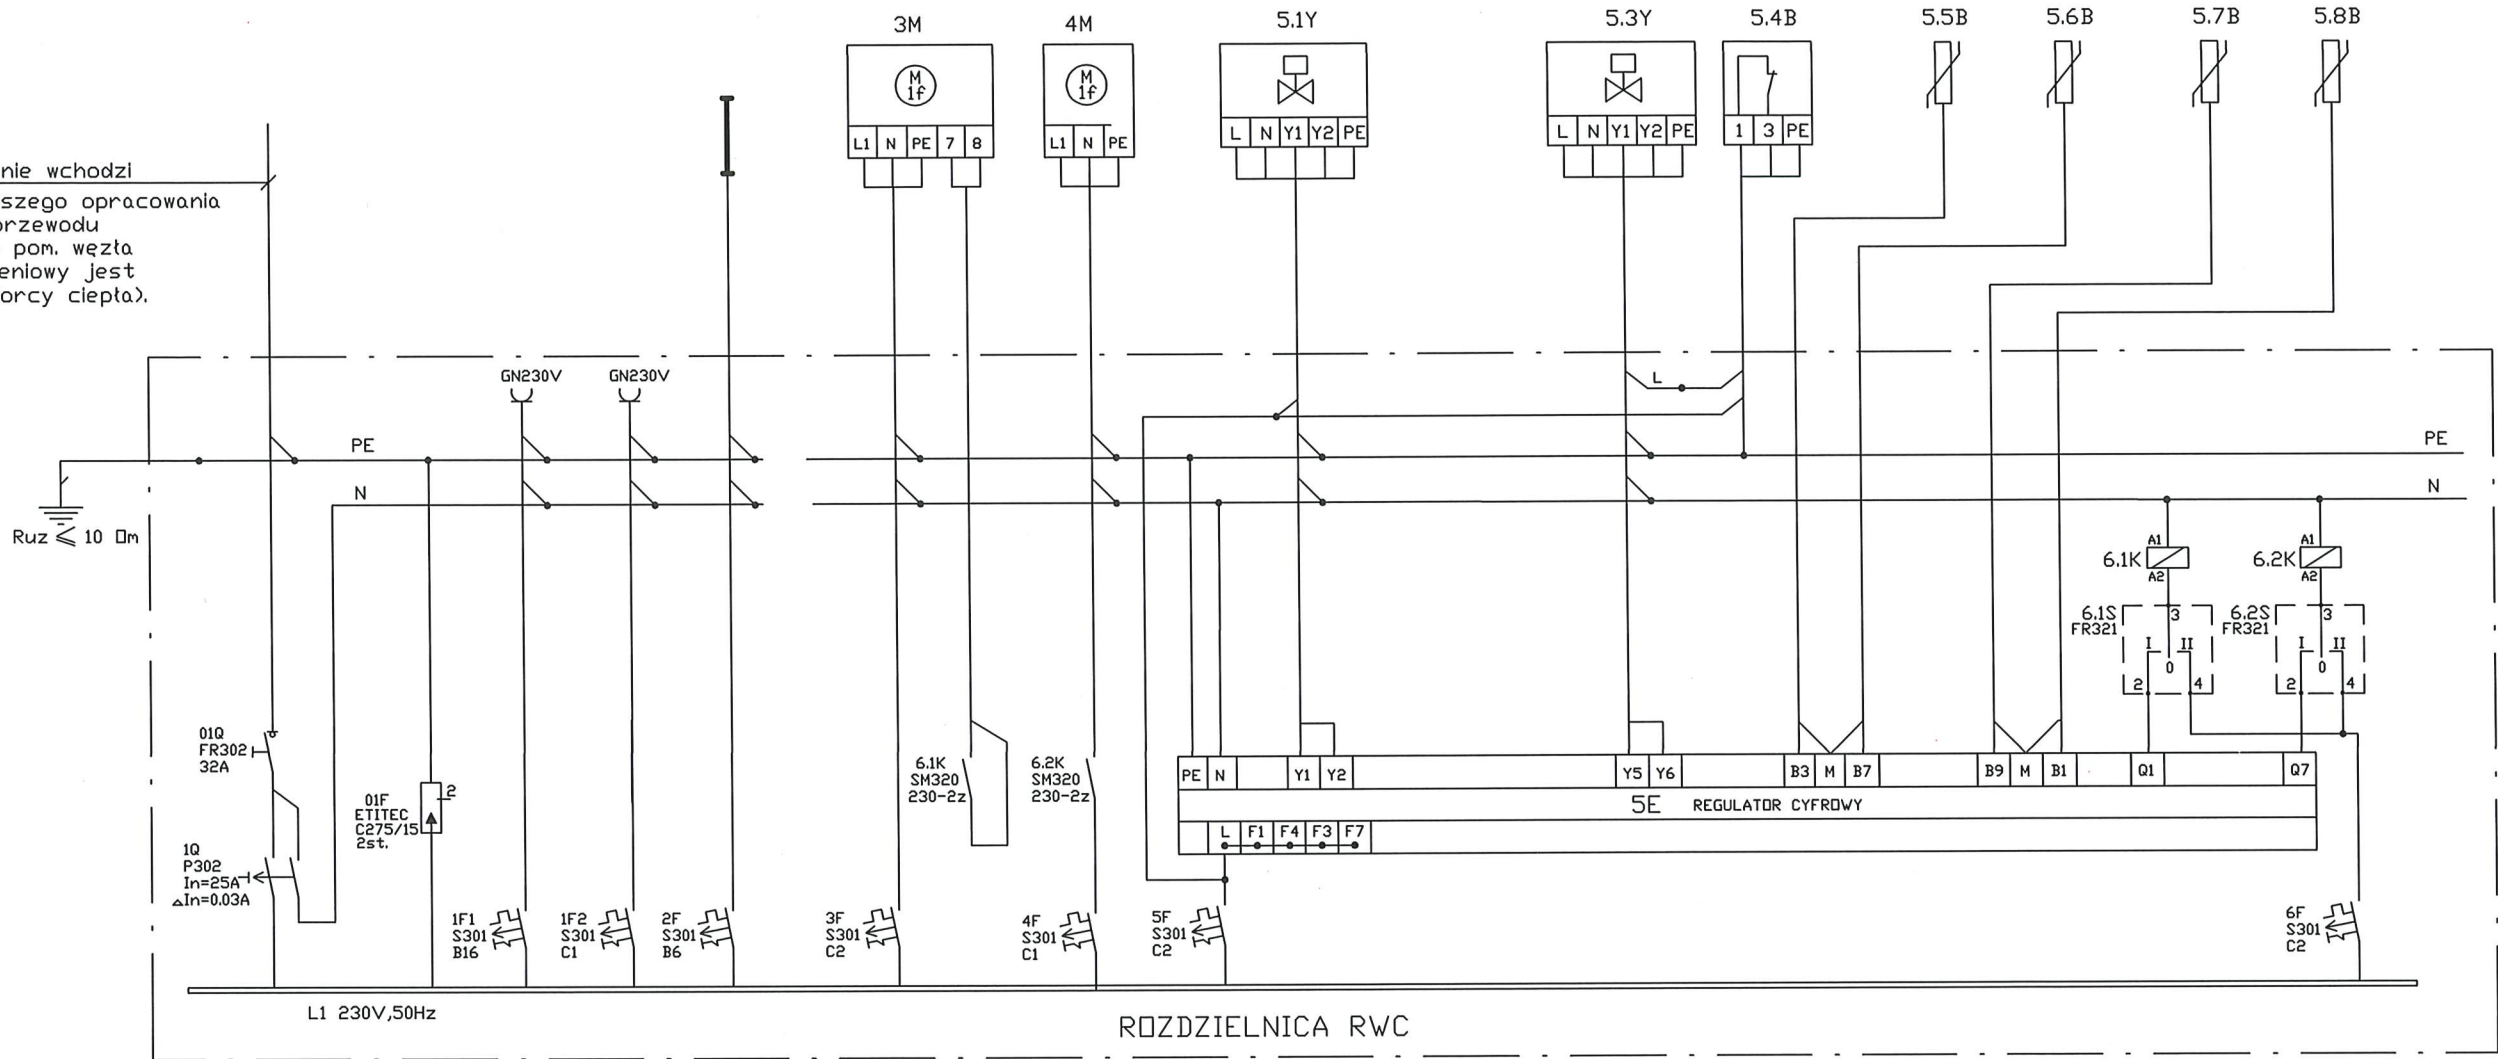 3M
4M
5.1Y
5.3Y
5.4B
5.5B
5.6B
5.7B
5.8B
M
1f
M
1f
L1 N PE 7 8
L1 N PE
L N Y1 Y2 PE
L N Y1 Y2 PE
1 3 PE
nie wchodzi
szego opracowania
rzewodu
pom. węzła
eniowy jest
orcy ciepła).
GN230V
GN230V
L
PE
PE
N
N
Ruz ⩽ 10 Om
A1
6.1K
A2
A1
6.2K
A2
6.1S
FR321
3
I II
0
2 4
6.2S
FR321
3
I II
0
2 4
01Q
FR302
32A
01F
ETITEC
C275/15
2st.
2
1Q
P302
In=25A
△In=0.03A
6.1K
SM320
230-2z
6.2K
SM320
230-2z
PE N Y1 Y2 Y5 Y6 B3 M B7 B9 M B1 Q1 Q7
5E REGULATOR CYFROWY
L F1 F4 F3 F7
1F1
S301
B16
1F2
S301
C1
2F
S301
B6
3F
S301
C2
4F
S301
C1
5F
S301
C2
6F
S301
C2
L1 230V,50Hz
ROZDZIELNICA RWC